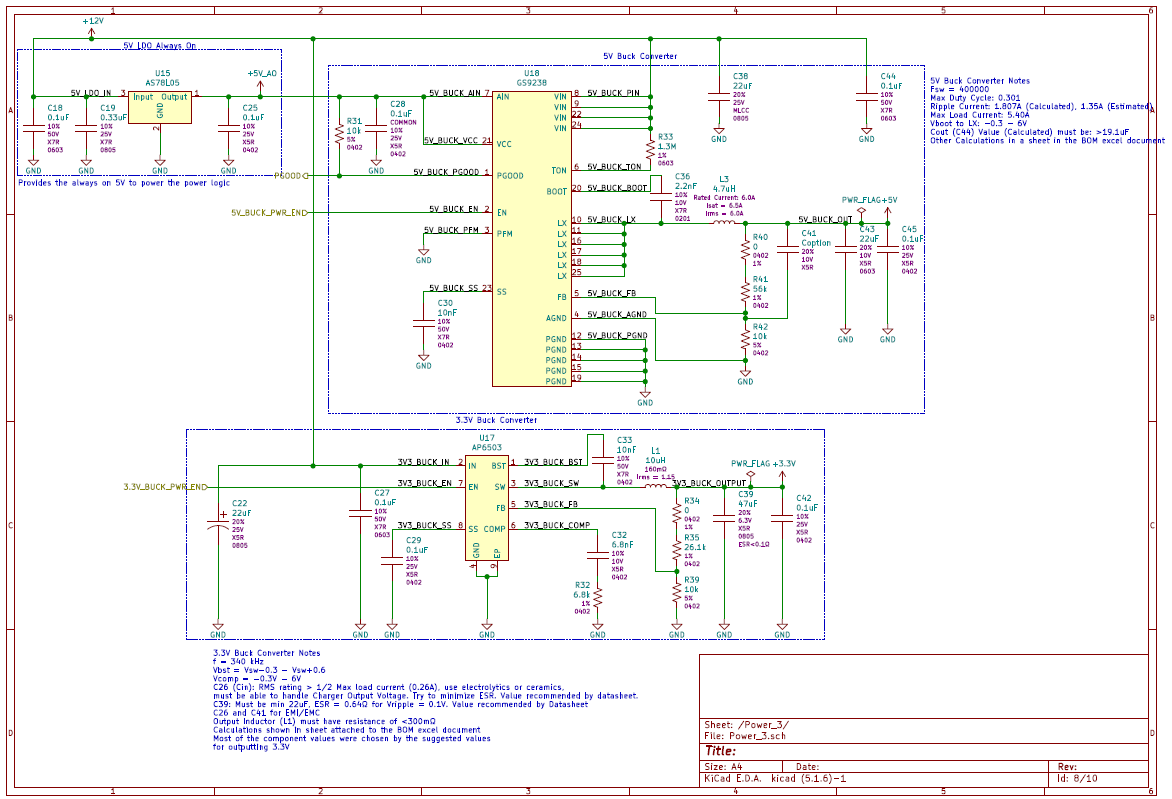 1 2 3 4 5 6
A
B
C
D
+12V
5V LDO Always On
U15
AS78L05
+5V_AO
5V LDO IN
3 Input Output 1
GND
2
C18
0.1uF
10%
50V
X7R
0603
GND
C19
0.33uF
10%
25V
X7R
0805
GND
GND
C25
0.1uF
10%
25V
X5R
0402
GND
Provides the always on 5V to power the power logic
5V Buck Converter
R31
10k
5%
0402
C28
0.1uF
COMMON
10%
25V
X5R
0402
GND
PGOOD
5V_BUCK_PWR_EN
U18
GS9238
5V_BUCK_AIN 7 AIN
5V_BUCK_VCC 21 VCC
5V_BUCK_PGOOD 1 PGOOD
5V_BUCK_EN 2 EN
5V_BUCK_PFM 3 PFM
GND
5V_BUCK_SS 23 SS
C30
10nF
10%
50V
X7R
0402
GND
VIN 8 5V_BUCK_PIN
VIN 9
VIN 22
VIN 24
TON 6 5V_BUCK_TON
BOOT 20 5V_BUCK_BOOT
LX 10 5V_BUCK_LX
LX 11
LX 16
LX 17
LX 18
LX 25
FB 5 5V_BUCK_FB
AGND 4 5V_BUCK_AGND
PGND 12 5V_BUCK_PGND
PGND 13
PGND 14
PGND 15
PGND 19
GND
R33
1.3M
1%
0603
C36
2.2nF
10%
10V
X7R
0201
L3
4.7uH
Rated Current: 6.0A
Isat = 6.5A
Irms = 6.0A
C38
22uF
20%
25V
MLCC
0805
GND
C44
0.1uF
10%
50V
X7R
0603
GND
R40
0
0402
1%
R41
56k
1%
0402
R42
10k
5%
0402
GND
5V_BUCK_OUT
PWR_FLAG
+5V
C41
Coption
20%
10V
X5R
C43
22uF
20%
10V
X5R
0603
GND
C45
0.1uF
10%
25V
X5R
0402
GND
5V Buck Converter Notes
Fsw = 400000
Max Duty Cycle: 0.301
Ripple Current: 1.807A (Calculated), 1.35A (Estimated)
Max Load Current: 5.40A
Vboot to LX: -0.3 - 6V
Cout (C44) Value (Calculated) must be: >19.1uF
Other Calculations in a sheet in the BOM excel document
3.3V Buck Converter
3.3V_BUCK_PWR_EN
C22
22uF
20%
25V
X5R
0805
GND
C27
0.1uF
10%
50V
X7R
0603
GND
C29
0.1uF
10%
25V
X5R
0402
GND
U17
AP6503
3V3_BUCK_IN 2 IN
3V3_BUCK_EN 7 EN
3V3_BUCK_SS 8 SS
BST 1 3V3_BUCK_BST
SW 3 3V3_BUCK_SW
FB 5 3V3_BUCK_FB
COMP 6 3V3_BUCK_COMP
GND EP
4 9
GND
C33
10nF
10%
50V
X7R
0402
L1
10uH
160mΩ
Irms = 1.15
3V3_BUCK_OUTPUT
PWR_FLAG
+3.3V
C32
6.8nF
10%
10V
X5R
0402
R32
6.8k
1%
0402
GND
R34
0
0402
1%
R35
26.1k
1%
0402
R39
10k
5%
0402
GND
C39
47uF
20%
6.3V
X5R
0805
ESR<0.1Ω
GND
C42
0.1uF
10%
25V
X5R
0402
GND
3.3V Buck Converter Notes
f = 340 kHz
Vbst = Vsw-0.3 - Vsw+0.6
Vcomp = -0.3V - 6V
C26 (Cin): RMS rating > 1/2 Max load current (0.26A), use electrolytics or ceramics,
must be able to handle Charger Output Voltage. Try to minimize ESR. Value recommended by datasheet.
C39: Must be min 22uF, ESR = 0.64Ω for Vripple = 0.1V. Value recommended by Datasheet
C26 and C41 for EMI/EMC
Output Inductor (L1) must have resistance of <300mΩ
Calculations shown in sheet attached to the BOM excel document
Most of the component values were chosen by the suggested values
for outputting 3.3V
Sheet: /Power_3/
File: Power_3.sch
Title:
Size: A4 Date: Rev:
KiCad E.D.A. kicad (5.1.6)-1 Id: 8/10
1 2 3 4 5 6
A
B
C
D